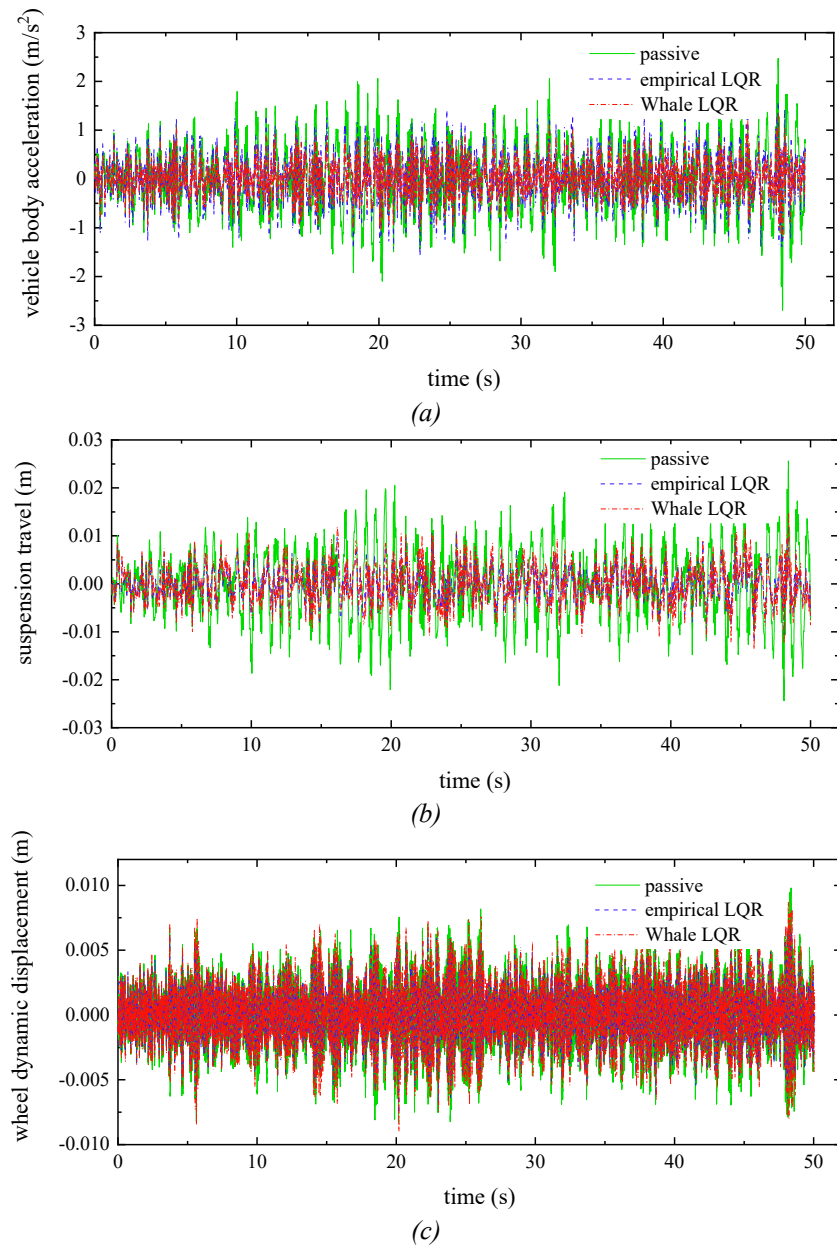 vehicle body acceleration (m/s²)
3
2
1
0
-1
-2
-3
passive
empirical LQR
Whale LQR
0 10 20 30 40 50
time (s)
(a)
suspension travel (m)
0.03
0.02
0.01
0.00
-0.01
-0.02
-0.03
passive
empirical LQR
Whale LQR
0 10 20 30 40 50
time (s)
(b)
wheel dynamic displacement (m)
0.010
0.005
0.000
-0.005
-0.010
passive
empirical LQR
Whale LQR
0 10 20 30 40 50
time (s)
(c)